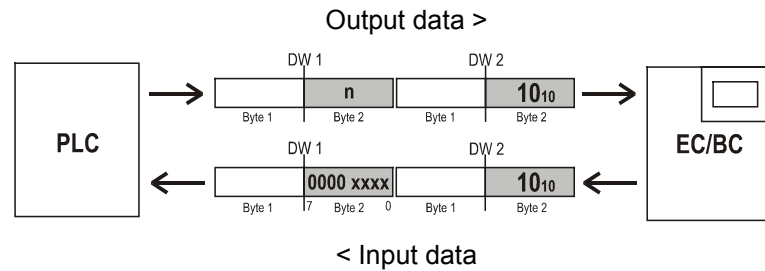 Output data >
DW 1 DW 2
n 10₁₀
Byte 1 Byte 2 Byte 1 Byte 2
PLC EC/BC
DW 1 DW 2
0000 xxxx 10₁₀
Byte 1 7 Byte 2 0 Byte 1 Byte 2
< Input data